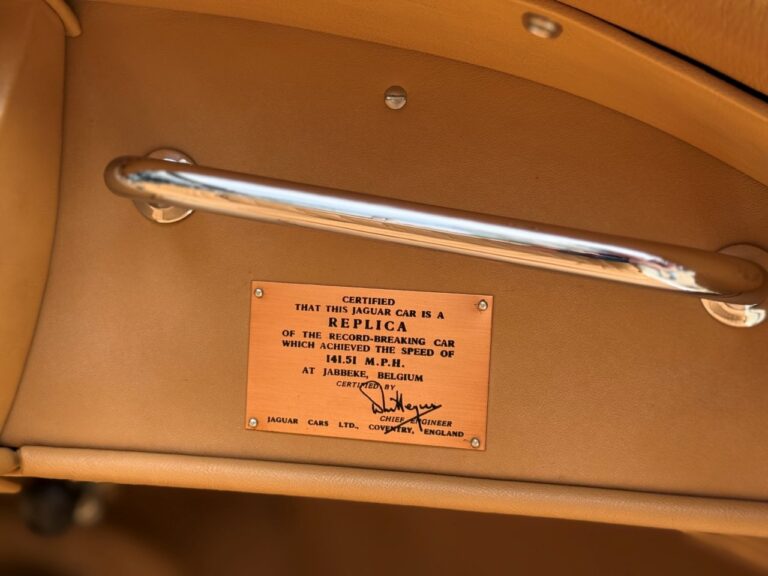 CERTIFIED
THAT THIS JAGUAR CAR IS A
REPLICA
OF THE RECORD-BREAKING CAR
WHICH ACHIEVED THE SPEED OF
141.51 M.P.H.
AT JABBEKE, BELGIUM
CERTIFIED BY
CHIEF ENGINEER
JAGUAR CARS LTD., COVENTRY, ENGLAND